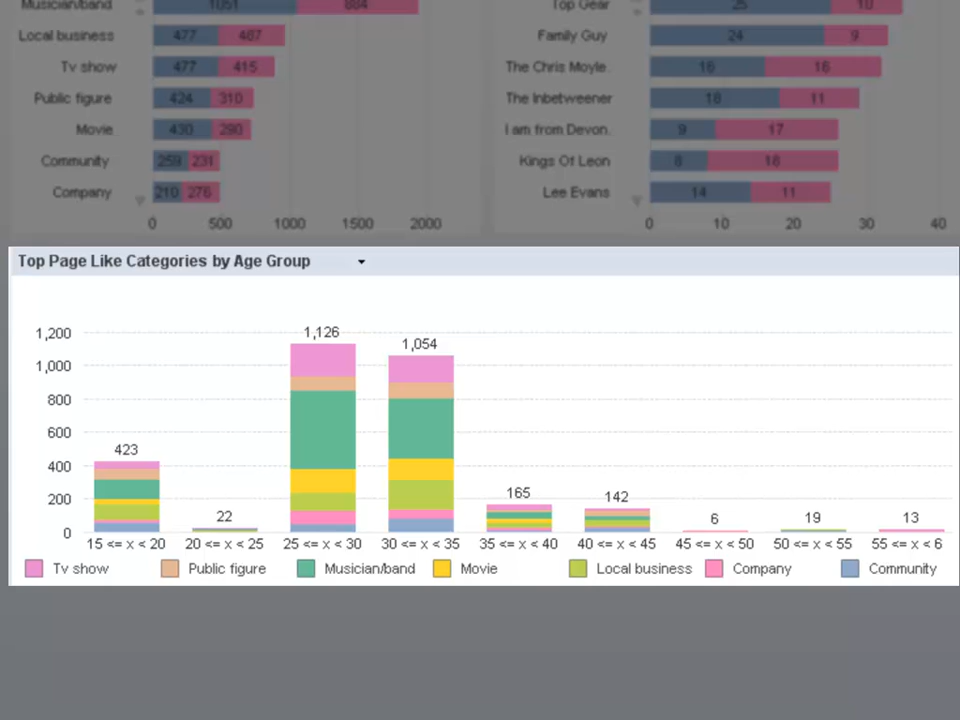 Musician/band 1051 884
Local business 477 487
Tv show 477 415
Public figure 424 310
Movie 430 290
Community 259 231
Company 210 276
0 500 1000 1500 2000
Top Gear 25 10
Family Guy 24 9
The Chris Moyle. 16 16
The Inbetweener 18 11
I am from Devon. 9 17
Kings Of Leon 8 18
Lee Evans 14 11
0 10 20 30 40
Top Page Like Categories by Age Group
1,200
1,000
800
600
400
200
0
423 22 1,126 1,054 165 142 6 19 13
15 <= x < 20 20 <= x < 25 25 <= x < 30 30 <= x < 35 35 <= x < 40 40 <= x < 45 45 <= x < 50 50 <= x < 55 55 <= x < 6
Tv show Public figure Musician/band Movie Local business Company Community